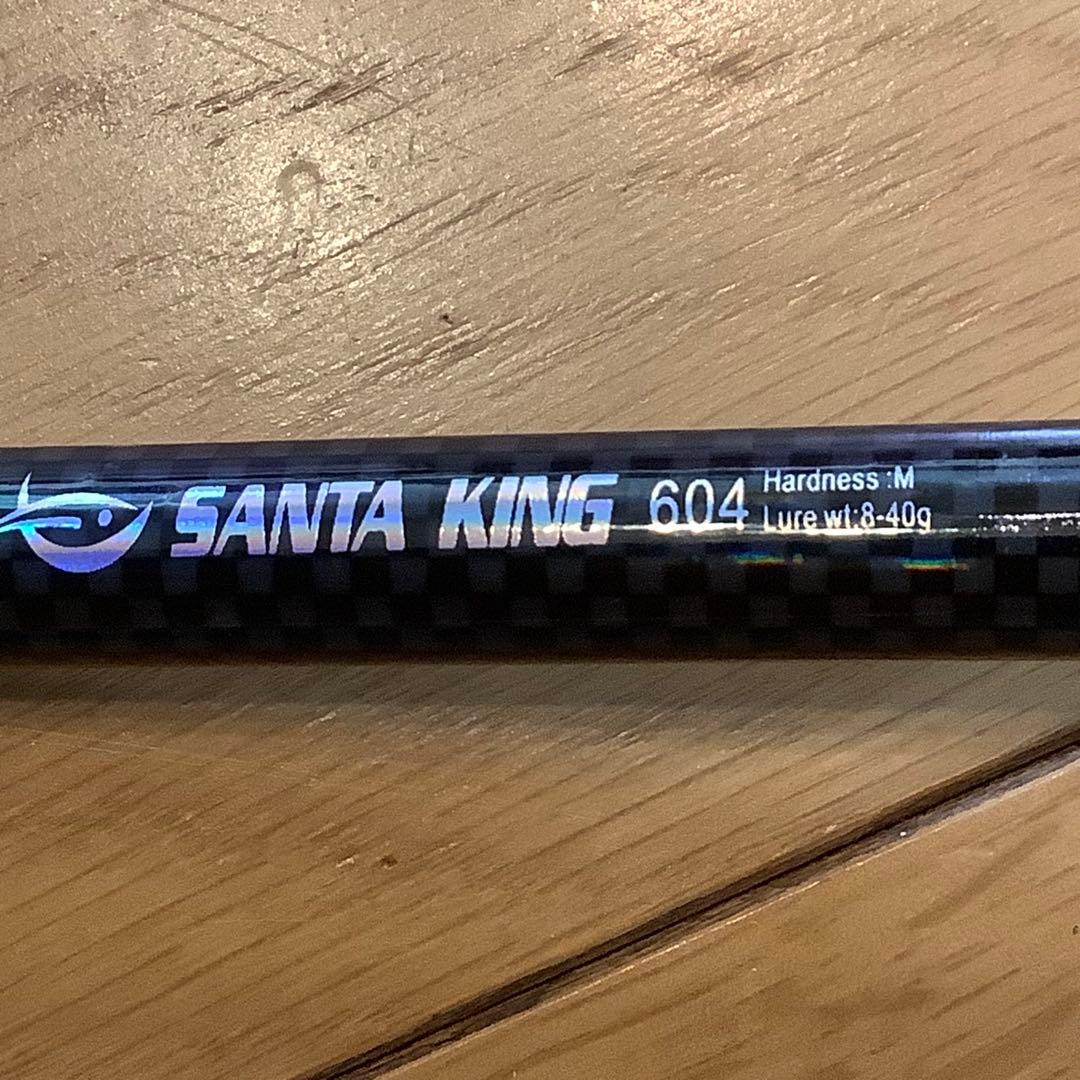 SANTA KING 604
Hardness :M
Lure wt:8-40g